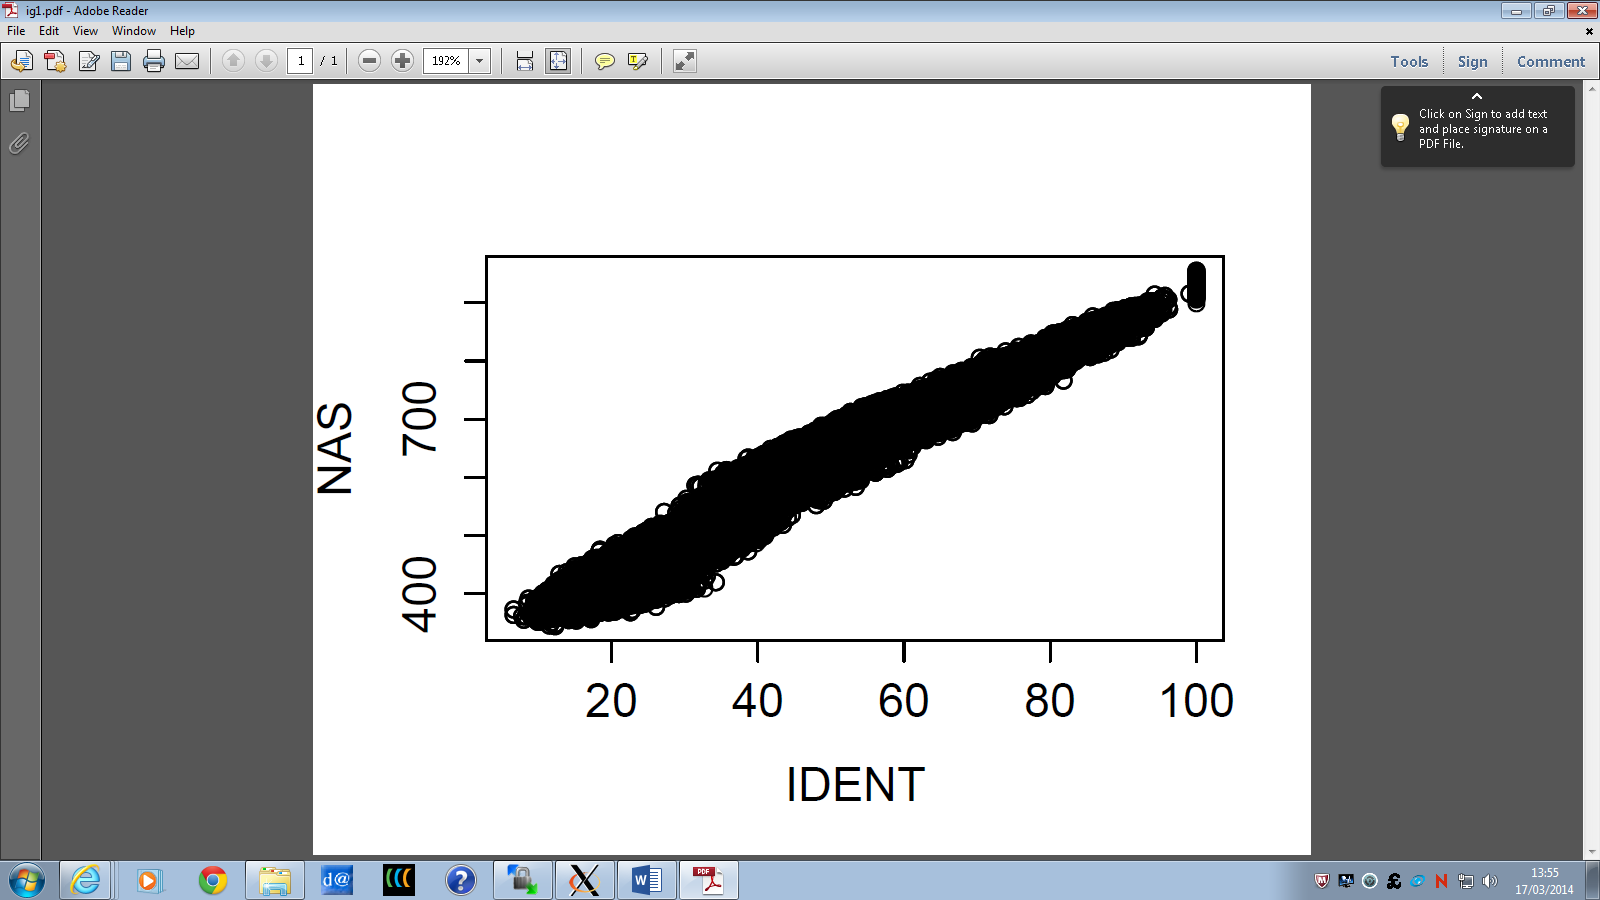 ig1.pdf - Adobe Reader
File Edit View Window Help
1 / 1 192%
Tools Sign Comment
Click on Sign to add text
and place signature on a
PDF File.
NAS
700
400
20 40 60 80 100
IDENT
d@
W
PDF
N
13:55
17/03/2014